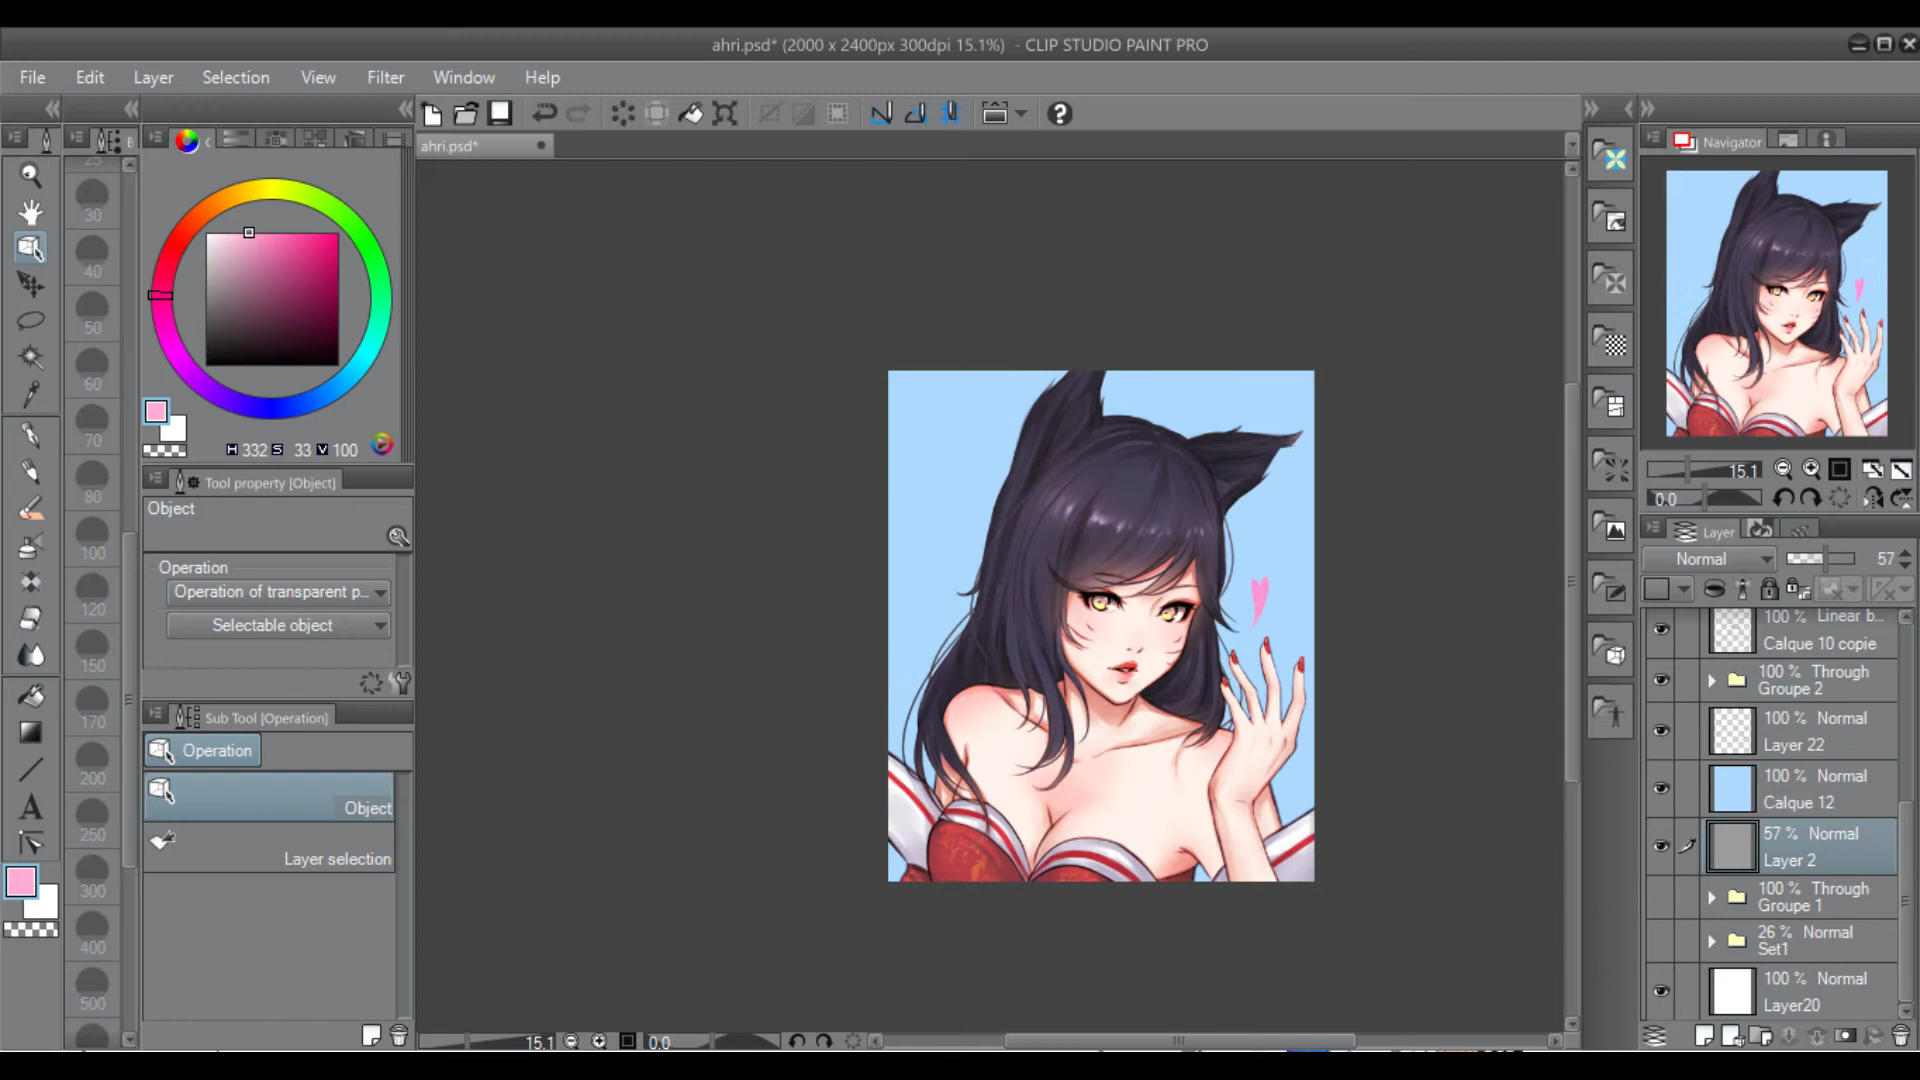 ahri.psd* (2000 x 2400px 300dpi 15.1%) - CLIP STUDIO PAINT PRO
File Edit Layer Selection View Filter Window Help
ahri.psd*
25
30
40
50
60
70
80
100
120
150
170
200
250
300
400
500
H 332 S 33 V 100
Tool property [Object]
Object
Operation
Operation of transparent p...
Selectable object
Sub Tool [Operation]
Operation
Object
Layer selection
15.1
0.0
Navigator
15.1
0.0
Layer
Normal 57
100 % Linear b...
Calque 10 copie
100 % Through
Groupe 2
100 % Normal
Layer 22
100 % Normal
Calque 12
57 % Normal
Layer 2
100 % Through
Groupe 1
26 % Normal
Set1
100 % Normal
Layer20